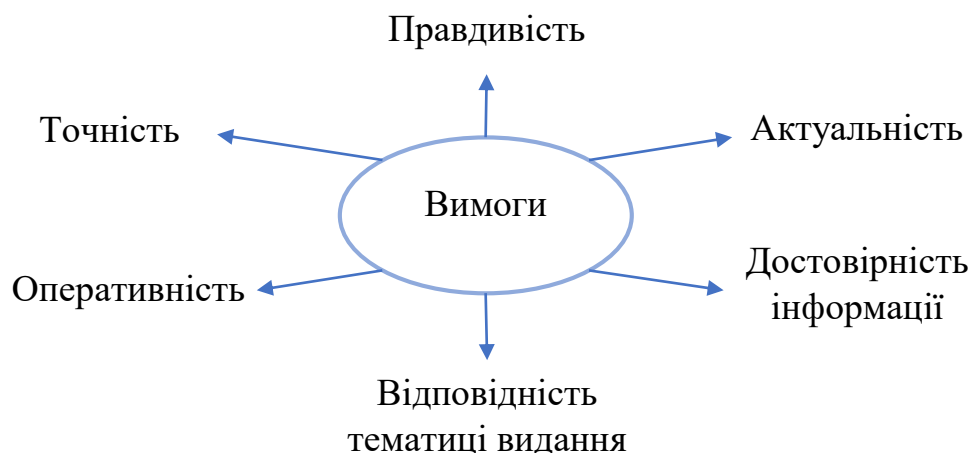 Правдивість
Точність
Актуальність
Вимоги
Оперативність
Достовірність
інформації
Відповідність
тематиці видання